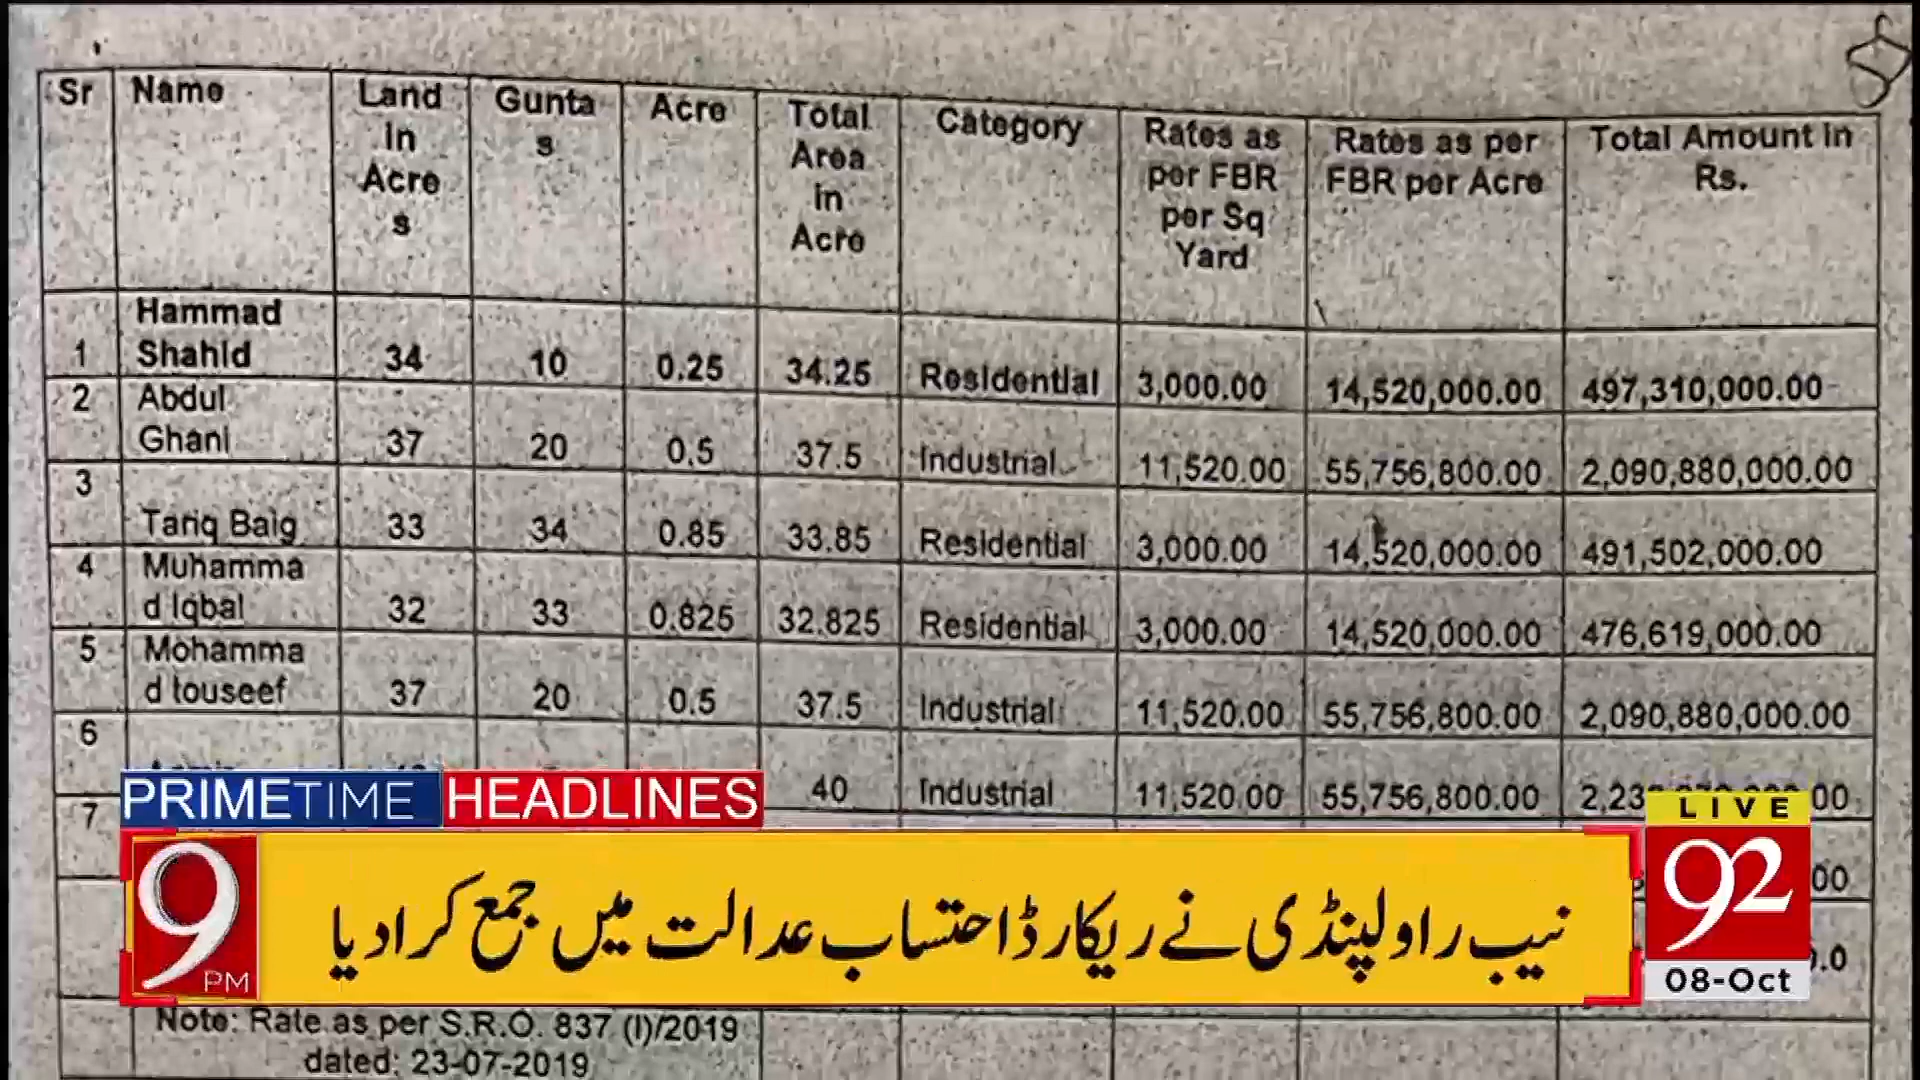 Sr Name Land in Acre s Gunta s Acre Total Area in Acre Category Rates as per FBR per Sq Yard Rates as per FBR per Acre Total Amount in Rs.
1 Hammad Shahid 34 10 0.25 34.25 Residential 3,000.00 14,520,000.00 497,310,000.00
2 Abdul Ghani 37 20 0.5 37.5 Industrial 11,520.00 55,756,800.00 2,090,880,000.00
3 Tariq Baig 33 34 0.85 33.85 Residential 3,000.00 14,520,000.00 491,502,000.00
4 Muhamma d Iqbal 32 33 0.825 32.825 Residential 3,000.00 14,520,000.00 476,619,000.00
5 Mohamma d touseef 37 20 0.5 37.5 Industrial 11,520.00 55,756,800.00 2,090,880,000.00
6 40 Industrial 11,520.00 55,756,800.00
7
PRIMETIME HEADLINES
LIVE
92
08-Oct
9 PM
نیب راولپنڈی نے ریکارڈ احتساب عدالت میں جمع کرا دیا
Note: Rate as per S.R.O. 837 (I)/2019
dated: 23-07-2019